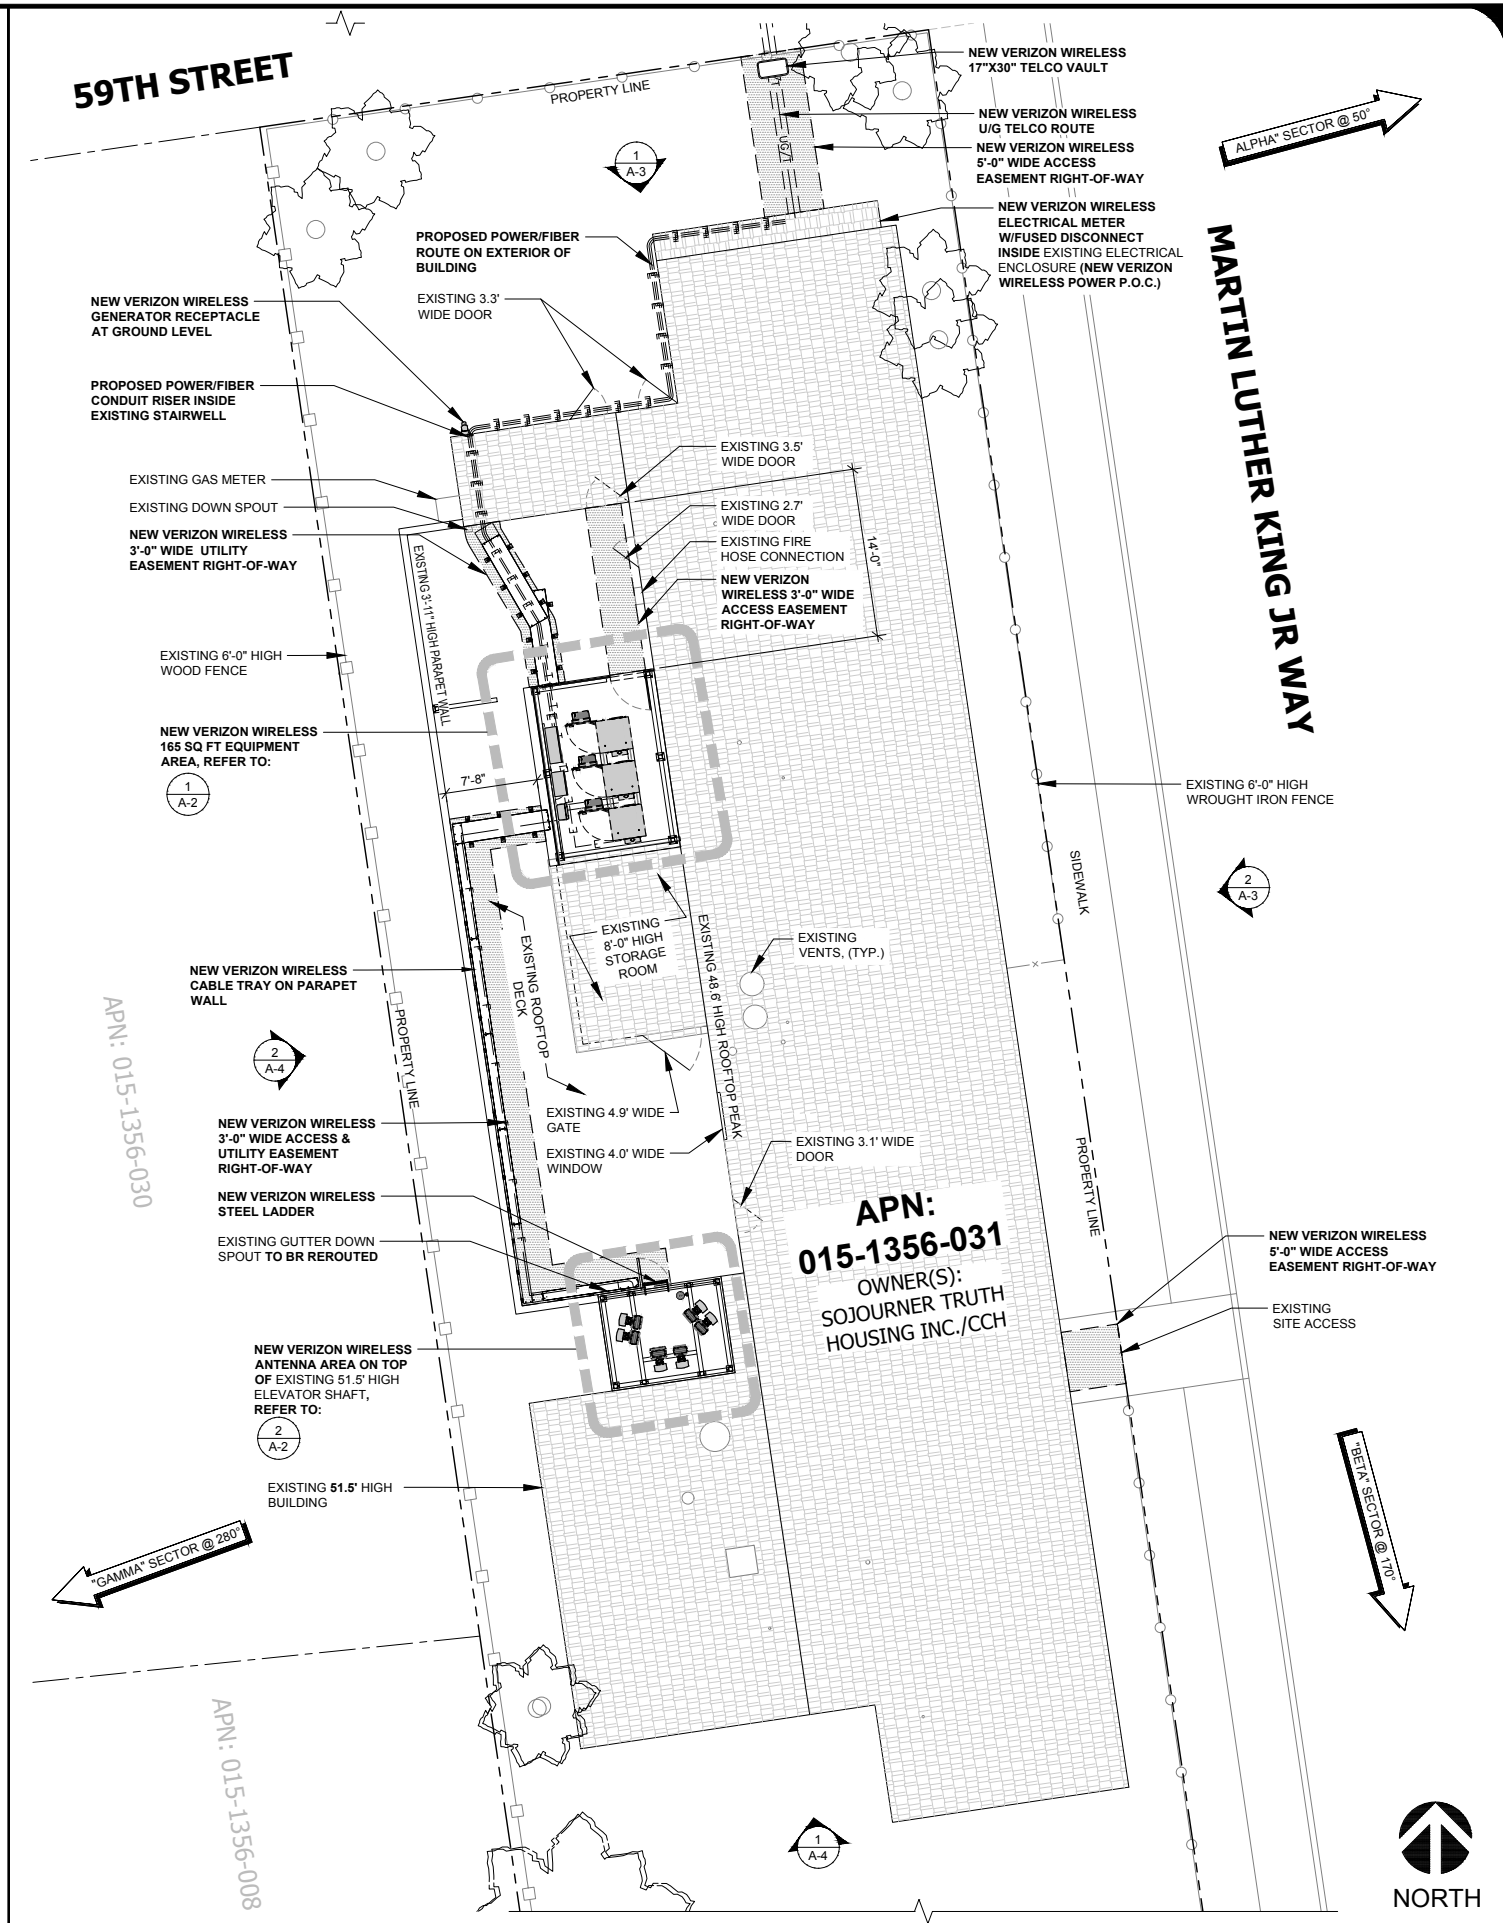 59TH STREET
PROPERTY LINE
NEW VERIZON WIRELESS
17"X30" TELCO VAULT
NEW VERIZON WIRELESS
U/G TELCO ROUTE
UG/T
NEW VERIZON WIRELESS
5'-0" WIDE ACCESS
EASEMENT RIGHT-OF-WAY
ALPHA" SECTOR @ 50°
1
A-3
NEW VERIZON WIRELESS
ELECTRICAL METER
W/FUSED DISCONNECT
INSIDE EXISTING ELECTRICAL
ENCLOSURE (NEW VERIZON
WIRELESS POWER P.O.C.)
MARTIN LUTHER KING JR WAY
PROPOSED POWER/FIBER
ROUTE ON EXTERIOR OF
BUILDING
EXISTING 3.3'
WIDE DOOR
NEW VERIZON WIRELESS
GENERATOR RECEPTACLE
AT GROUND LEVEL
PROPOSED POWER/FIBER
CONDUIT RISER INSIDE
EXISTING STAIRWELL
EXISTING GAS METER
EXISTING DOWN SPOUT
NEW VERIZON WIRELESS
3'-0" WIDE UTILITY
EASEMENT RIGHT-OF-WAY
EXISTING 3.5'
WIDE DOOR
EXISTING 2.7'
WIDE DOOR
EXISTING FIRE
HOSE CONNECTION
NEW VERIZON
WIRELESS 3'-0" WIDE
ACCESS EASEMENT
RIGHT-OF-WAY
14'-0"
EXISTING 3'-11" HIGH PARAPET WALL
EXISTING 6'-0" HIGH
WOOD FENCE
NEW VERIZON WIRELESS
165 SQ FT EQUIPMENT
AREA, REFER TO:
1
A-2
7'-8"
EXISTING 6'-0" HIGH
WROUGHT IRON FENCE
SIDEWALK
2
A-3
EXISTING
8'-0" HIGH
STORAGE
ROOM
EXISTING 48.6' HIGH ROOFTOP PEAK
EXISTING
VENTS, (TYP.)
EXISTING ROOFTOP
DECK
NEW VERIZON WIRELESS
CABLE TRAY ON PARAPET
WALL
APN: 015-1356-030
PROPERTY LINE
2
A-4
NEW VERIZON WIRELESS
3'-0" WIDE ACCESS &
UTILITY EASEMENT
RIGHT-OF-WAY
EXISTING 4.9' WIDE
GATE
EXISTING 4.0' WIDE
WINDOW
EXISTING 3.1' WIDE
DOOR
PROPERTY LINE
NEW VERIZON WIRELESS
STEEL LADDER
EXISTING GUTTER DOWN
SPOUT TO BR REROUTED
APN:
015-1356-031
OWNER(S):
SOJOURNER TRUTH
HOUSING INC./CCH
NEW VERIZON WIRELESS
5'-0" WIDE ACCESS
EASEMENT RIGHT-OF-WAY
EXISTING
SITE ACCESS
NEW VERIZON WIRELESS
ANTENNA AREA ON TOP
OF EXISTING 51.5' HIGH
ELEVATOR SHAFT,
REFER TO:
2
A-2
EXISTING 51.5' HIGH
BUILDING
"GAMMA" SECTOR @ 280°
"BETA" SECTOR @ 170°
APN: 015-1356-008
1
A-4
NORTH